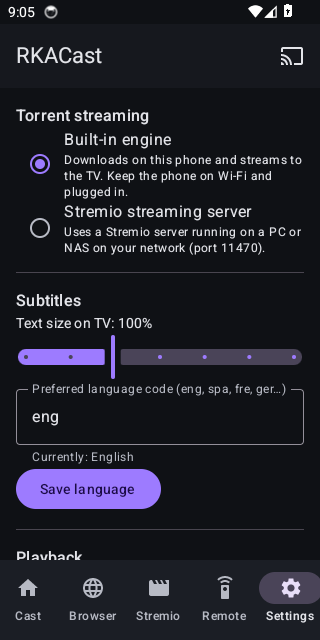 9:05
RKACast
Torrent streaming
Built-in engine
Downloads on this phone and streams to
the TV. Keep the phone on Wi-Fi and
plugged in.
Stremio streaming server
Uses a Stremio server running on a PC or
NAS on your network (port 11470).
Subtitles
Text size on TV: 100%
Preferred language code (eng, spa, fre, ger…)
eng
Currently: English
Save language
Playback
Cast Browser Stremio Remote Settings